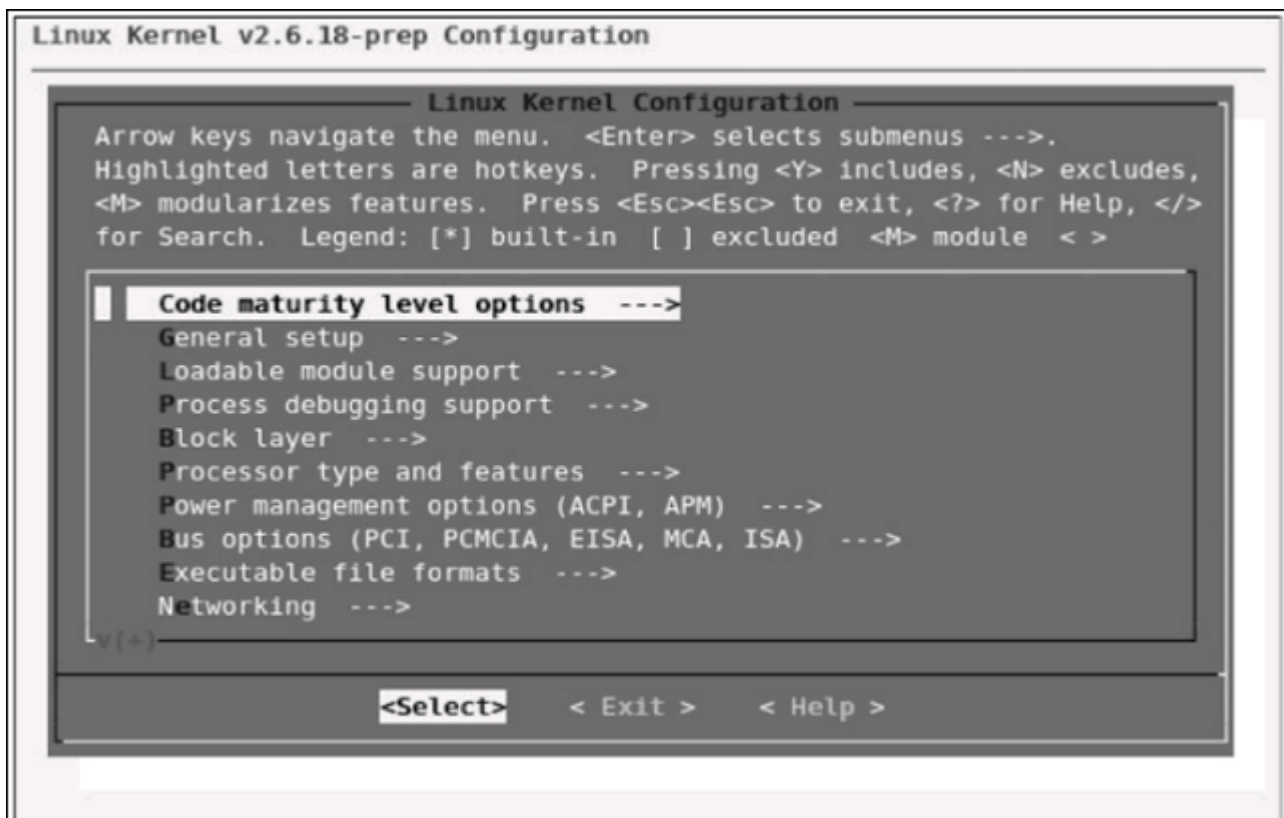 Linux Kernel v2.6.18-prep Configuration
Linux Kernel Configuration
Arrow keys navigate the menu.  <Enter> selects submenus --->.
Highlighted letters are hotkeys.  Pressing <Y> includes, <N> excludes,
<M> modularizes features.  Press <Esc><Esc> to exit, <?> for Help, </>
for Search.  Legend: [*] built-in  [ ] excluded  <M> module  < >
Code maturity level options  --->
General setup  --->
Loadable module support  --->
Process debugging support  --->
Block layer  --->
Processor type and features  --->
Power management options (ACPI, APM)  --->
Bus options (PCI, PCMCIA, EISA, MCA, ISA)  --->
Executable file formats  --->
Networking  --->
v(+)
<Select>    < Exit >    < Help >